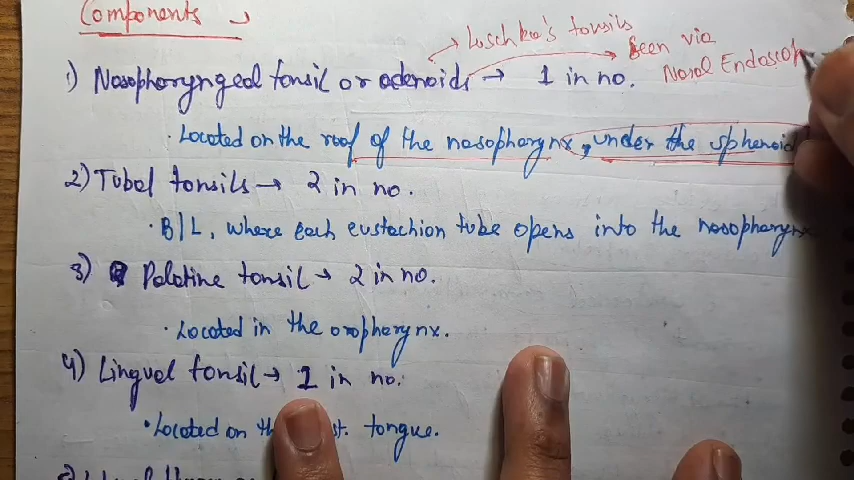 Components
→ Luschka's tonsils
→ Seen via
Nasal Endoscop
1) Nasopharyngeal tonsil or adenoids → 1 in no.
• Located on the roof of the nasopharynx, under the sphenoid
2) Tubal tonsils → 2 in no.
• B/L, where each eustachian tube opens into the nasopharynx
3) Palatine tonsil → 2 in no.
• Located in the oropharynx.
4) Lingual tonsil → 1 in no.
• Located on th st. tongue.